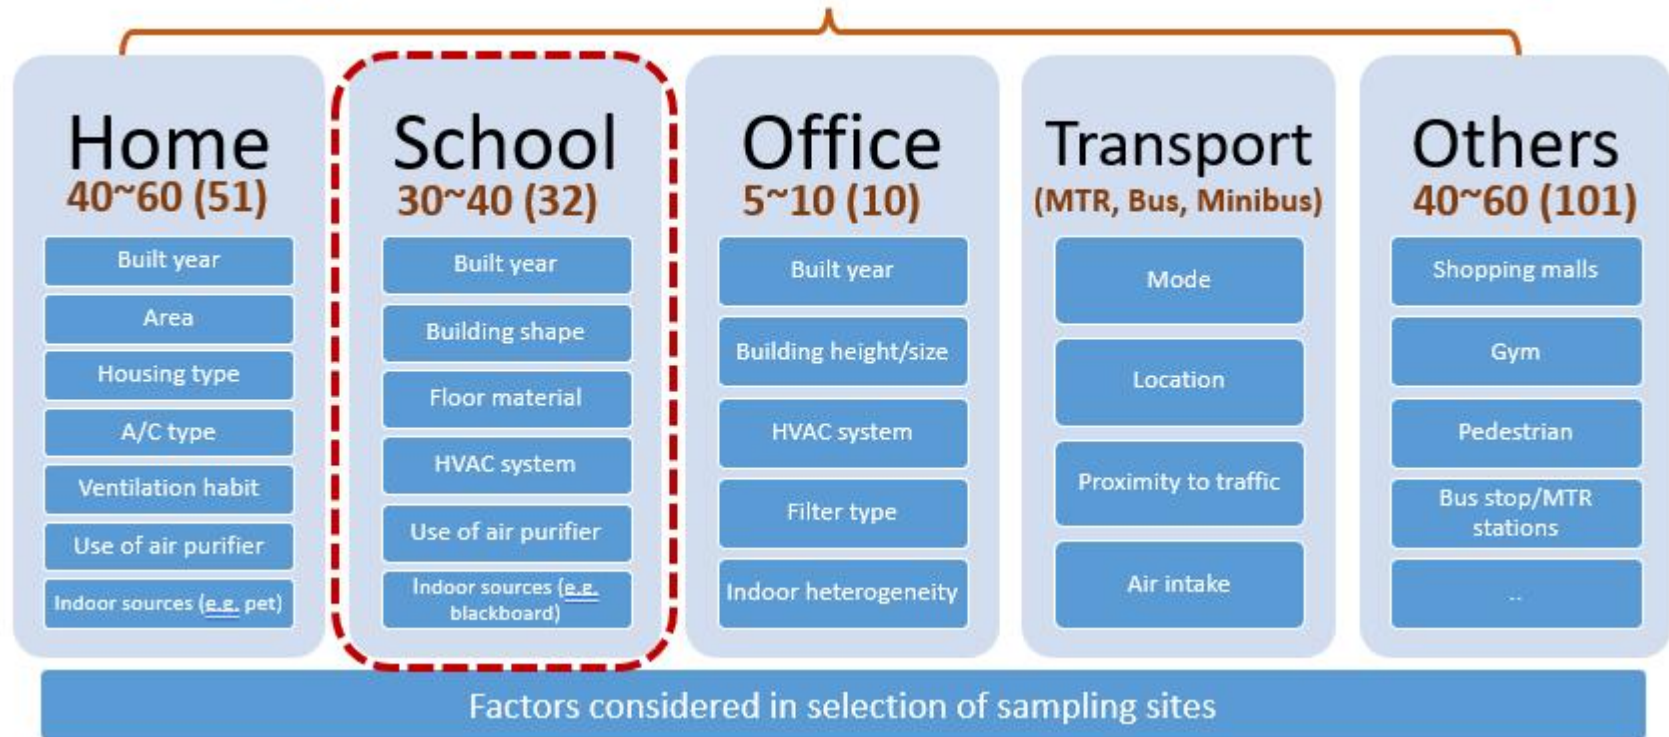 Home
40~60 (51)
Built year
Area
Housing type
A/C type
Ventilation habit
Use of air purifier
Indoor sources (e.g. pet)
School
30~40 (32)
Built year
Building shape
Floor material
HVAC system
Use of air purifier
Indoor sources (e.g.
blackboard)
Office
5~10 (10)
Built year
Building height/size
HVAC system
Filter type
Indoor heterogeneity
Transport
(MTR, Bus, Minibus)
Mode
Location
Proximity to traffic
Air intake
Others
40~60 (101)
Shopping malls
Gym
Pedestrian
Bus stop/MTR
stations
..
Factors considered in selection of sampling sites